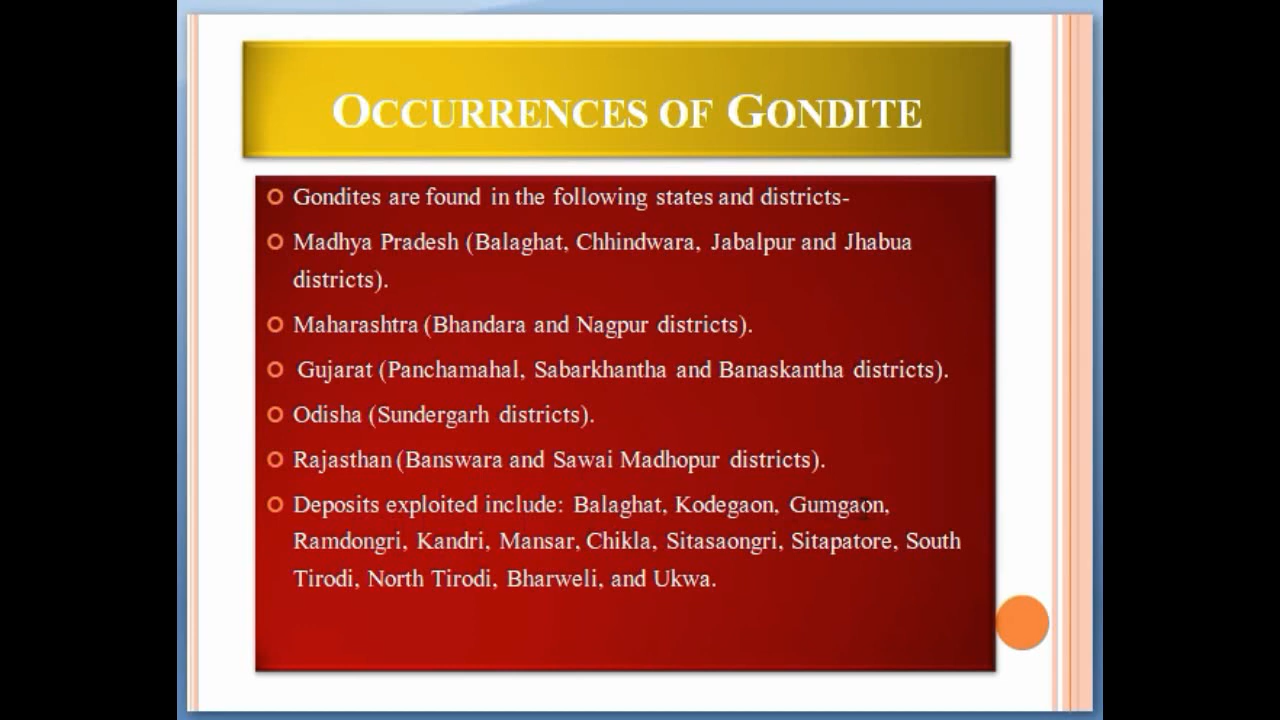 OCCURRENCES OF GONDITE
Gondites are found in the following states and districts-
Madhya Pradesh (Balaghat, Chhindwara, Jabalpur and Jhabua
districts).
Maharashtra (Bhandara and Nagpur districts).
Gujarat (Panchamahal, Sabarkhantha and Banaskantha districts).
Odisha (Sundergarh districts).
Rajasthan (Banswara and Sawai Madhopur districts).
Deposits exploited include: Balaghat, Kodegaon, Gumgaon,
Ramdongri, Kandri, Mansar, Chikla, Sitasaongri, Sitapatore, South
Tirodi, North Tirodi, Bharweli, and Ukwa.